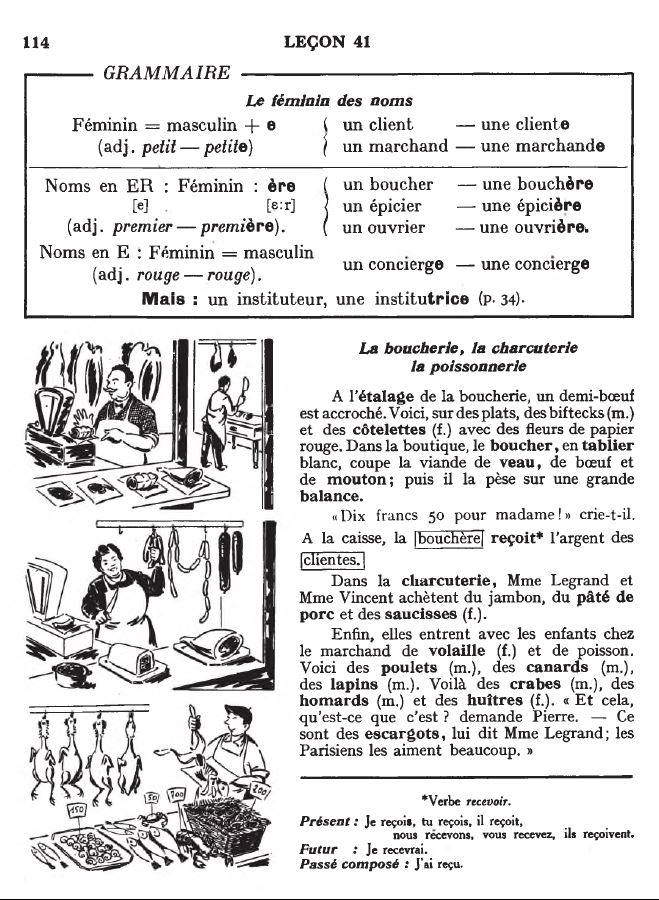 114
LEÇON 41
GRAMMAIRE
Le féminin des noms
Féminin = masculin + e
(adj. petit — petite)
un client — une cliente
un marchand — une marchande
Noms en ER : Féminin : ère
[e] [ɛ:r]
(adj. premier — première).
un boucher — une bouchère
un épicier — une épicière
un ouvrier — une ouvrière.
Noms en E : Féminin = masculin
(adj. rouge — rouge).
un concierge — une concierge
Mais : un instituteur, une institutrice (p. 34).
La boucherie, la charcuterie
la poissonnerie
A l'étalage de la boucherie, un demi-bœuf
est accroché. Voici, sur des plats, des biftecks (m.)
et des côtelettes (f.) avec des fleurs de papier
rouge. Dans la boutique, le boucher, en tablier
blanc, coupe la viande de veau, de bœuf et
de mouton; puis il la pèse sur une grande
balance.
«Dix francs 50 pour madame!» crie-t-il.
A la caisse, la bouchère reçoit* l'argent des
clientes.
Dans la charcuterie, Mme Legrand et
Mme Vincent achètent du jambon, du pâté de
porc et des saucisses (f.).
Enfin, elles entrent avec les enfants chez
le marchand de volaille (f.) et de poisson.
Voici des poulets (m.), des canards (m.),
des lapins (m.). Voilà des crabes (m.), des
homards (m.) et des huîtres (f.). « Et cela,
qu'est-ce que c'est ? demande Pierre. — Ce
sont des escargots, lui dit Mme Legrand; les
Parisiens les aiment beaucoup. »
150
50
700
200
*Verbe recevoir.
Présent : Je reçois, tu reçois, il reçoit,
nous recevons, vous recevez, ils reçoivent.
Futur : Je recevrai.
Passé composé : J'ai reçu.